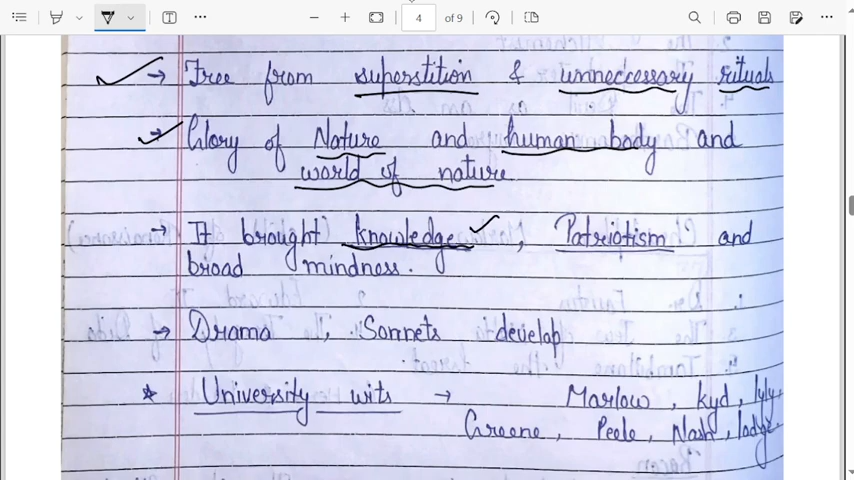 4 of 9
→ Free from superstition & unneccessary rituals
→ Glory of Nature and human body and
world of nature.
→ It brought knowledge, Patriotism and
broad mindness.
→ Drama, Sonnets develop
* University wits → Marlow, kyd, lyly,
Greene, Peele, Nash, lodge